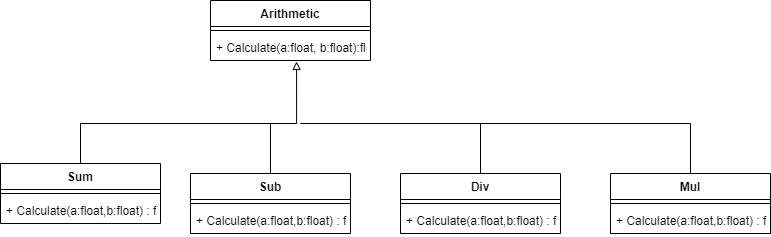 Arithmetic
+ Calculate(a:float, b:float):fl
Sum
+ Calculate(a:float,b:float) : f
Sub
+ Calculate(a:float,b:float) : f
Div
+ Calculate(a:float,b:float) : f
Mul
+ Calculate(a:float,b:float) : f